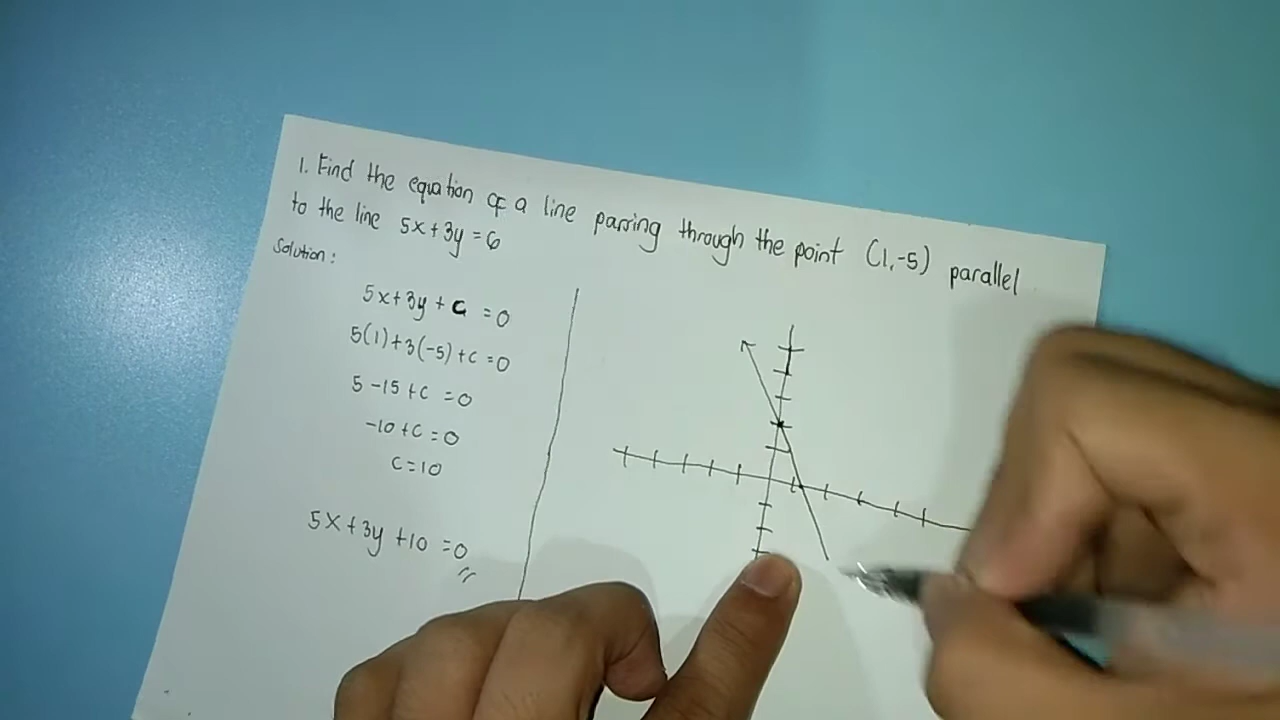 1. Find the equation of a line passing through the point (1,-5) parallel
to the line 5x+3y=6
Solution:
5x+3y+c=0
5(1)+3(-5)+c=0
5-15+c=0
-10+c=0
c=10
5x+3y+10=0